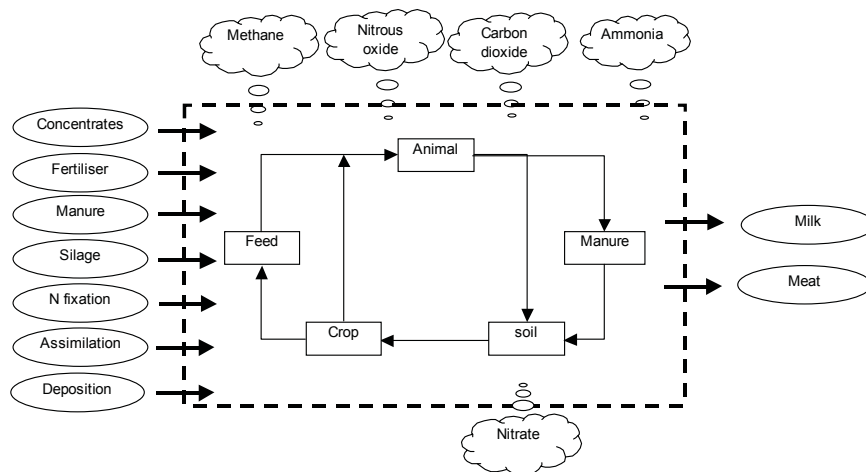 Methane
Nitrous
oxide
Carbon
dioxide
Ammonia
Concentrates
Fertiliser
Manure
Silage
N fixation
Assimilation
Deposition
Animal
Feed
Manure
Crop
soil
Milk
Meat
Nitrate